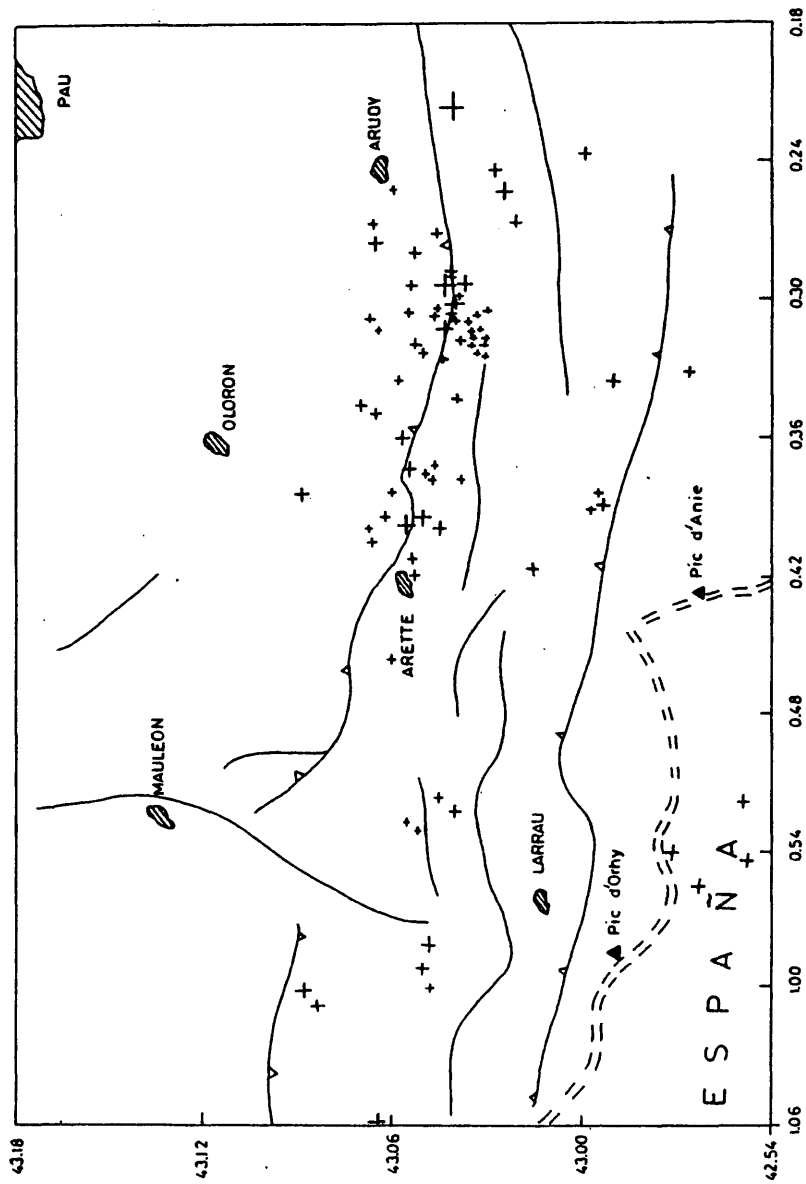 PAU
ARUDY
OLORON
MAULEON
ARETTE
LARRAU
Pic d'Anie
Pic d'Orhy
ESPAÑA
43.18
43.12
43.06
43.00
42.54
1.06
1.00
0.54
0.48
0.42
0.36
0.30
0.24
0.18